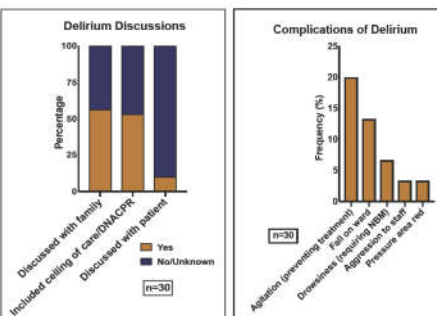 Delirium Discussions
Percentage
100
75
50
25
0
Discussed with family
Included ceiling of care/DNACPR
Discussed with patient
Yes
No/Unknown
n=30
Complications of Delirium
Frequency (%)
25
20
15
10
5
0
n=30
Agitation (preventing treatment)
Fall on ward
Drowsiness (requiring NBM)
Aggression to staff
Pressure area red